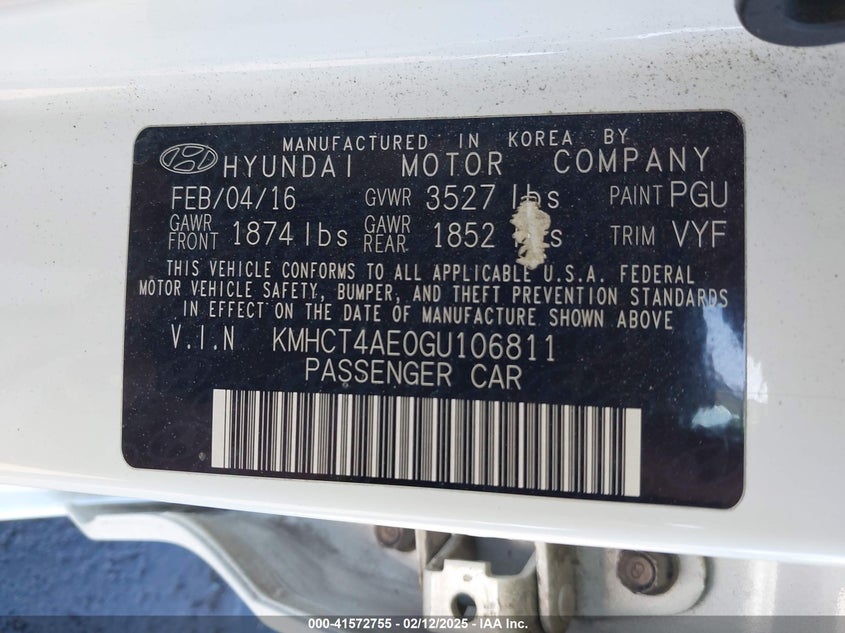 MANUFACTURED IN KOREA BY
HYUNDAI MOTOR COMPANY
FEB/04/16 GVWR 3527 lbs PAINT PGU
GAWR FRONT 1874 lbs GAWR REAR 1852 TRIM VYF
THIS VEHICLE CONFORMS TO ALL APPLICABLE U.S.A. FEDERAL
MOTOR VEHICLE SAFETY, BUMPER, AND THEFT PREVENTION STANDARDS
IN EFFECT ON THE DATE OF MANUFACTURE SHOWN ABOVE
V.I.N KMHCT4AE0GU106811
PASSENGER CAR
000-41572755 - 02/12/2025 - IAA Inc.